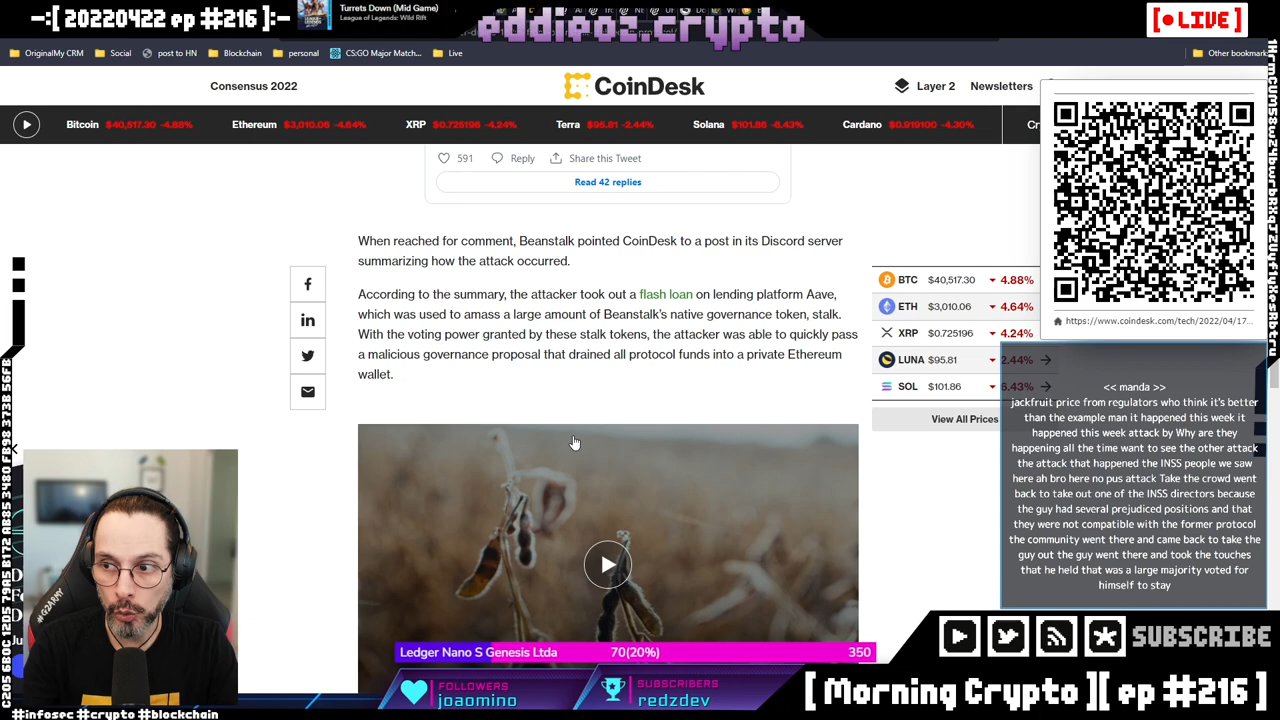 -:[ 20220422 ep #216 ]:-
Turrets Down (Mid Game)
League of Legends: Wild Rift
eddieoz.crypto
[ LIVE ]
OriginalMy CRM
Social
post to HN
Blockchain
personal
CS:GO Major Match...
Live
Other bookmark
Consensus 2022
CoinDesk
Layer 2
Newsletters
Bitcoin $40,517.30 -4.88%
Ethereum $3,010.06 -4.64%
XRP $0.725196 -4.24%
Terra $95.81 -2.44%
Solana $101.86 -6.43%
Cardano $0.919100 -4.30%
Cr
591
Reply
Share this Tweet
Read 42 replies
When reached for comment, Beanstalk pointed CoinDesk to a post in its Discord server
summarizing how the attack occurred.
According to the summary, the attacker took out a flash loan on lending platform Aave,
which was used to amass a large amount of Beanstalk's native governance token, stalk.
With the voting power granted by these stalk tokens, the attacker was able to quickly pass
a malicious governance proposal that drained all protocol funds into a private Ethereum
wallet.
BTC $40,517.30 4.88%
ETH $3,010.06 4.64%
XRP $0.725196 4.24%
LUNA $95.81 2.44%
SOL $101.86 6.43%
View All Prices
https://www.coindesk.com/tech/2022/04/17...
<< manda >>
jackfruit price from regulators who think it's better
than the example man it happened this week it
happened this week attack by Why are they
happening all the time want to see the other attack
the attack that happened the INSS people we saw
here ah bro here no pus attack Take the crowd went
back to take out one of the INSS directors because
the guy had several prejudiced positions and that
they were not compatible with the former protocol
the community went there and came back to take the
guy out the guy went there and took the touches
that he held that was a large majority voted for
himself to stay
#G2ARMY
Ledger Nano S Genesis Ltda 70(20%) 350
FOLLOWERS
joaomino
SUBSCRIBERS
redzdev
SUBSCRIBE
[ Morning Crypto ][ ep #216 ]
#infosec #crypto #blockchain